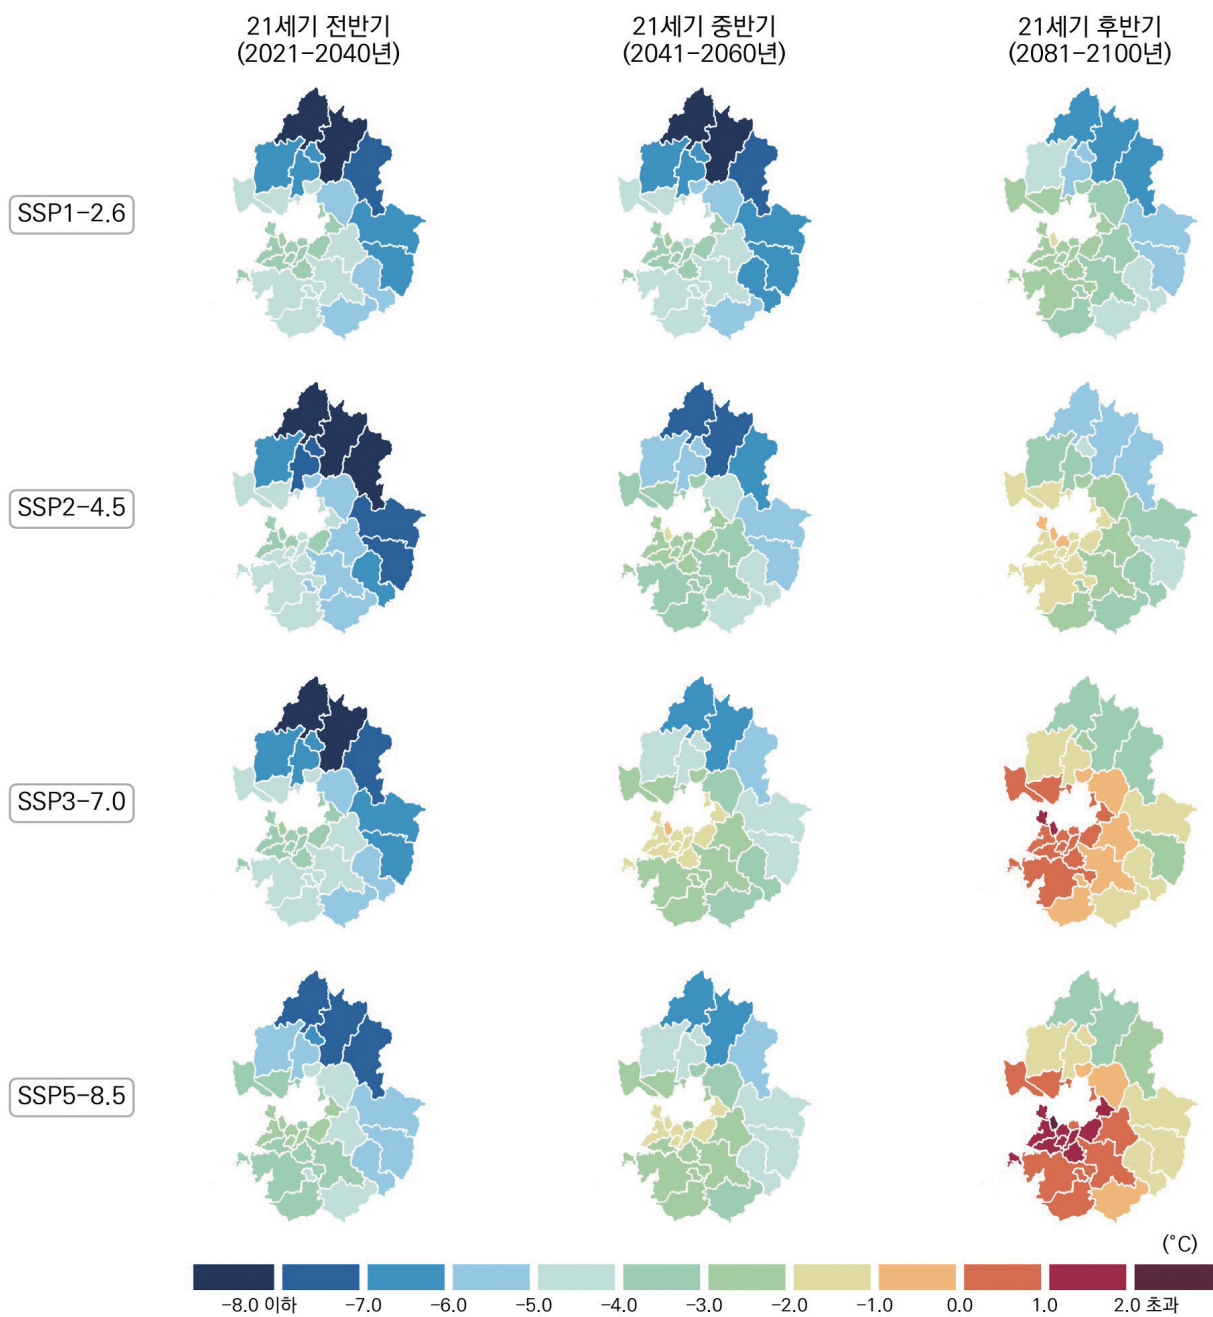 21세기 전반기
(2021-2040년)
21세기 중반기
(2041-2060년)
21세기 후반기
(2081-2100년)
SSP1-2.6
SSP2-4.5
SSP3-7.0
SSP5-8.5
(°C)
-8.0 이하 -7.0 -6.0 -5.0 -4.0 -3.0 -2.0 -1.0 0.0 1.0 2.0 초과